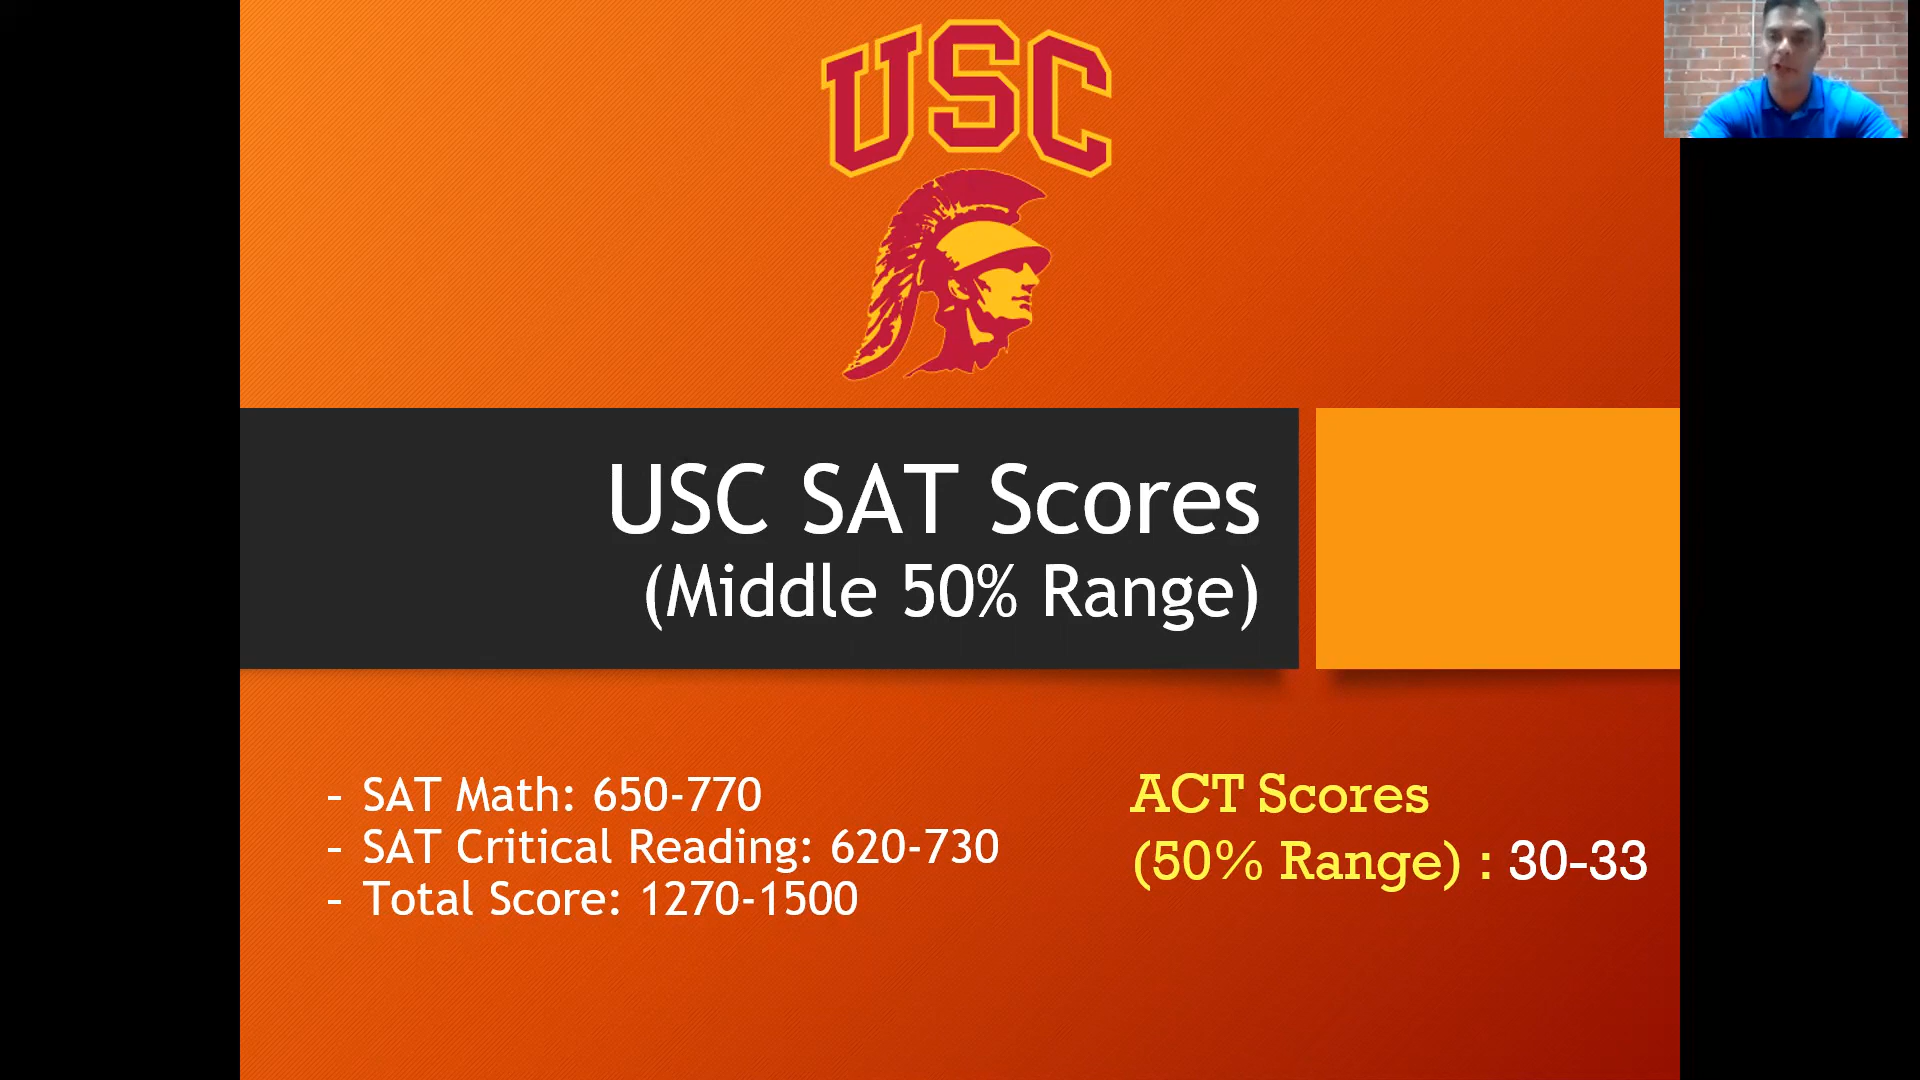 USC
USC SAT Scores
(Middle 50% Range)
- SAT Math: 650-770
- SAT Critical Reading: 620-730
- Total Score: 1270-1500
ACT Scores
(50% Range) : 30-33